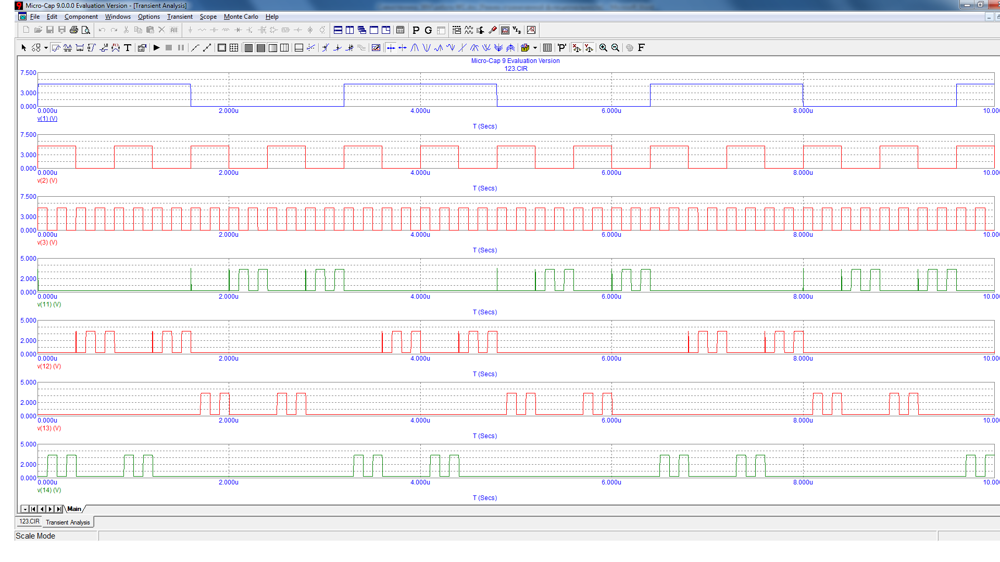 Micro-Cap 9.0.0.0 Evaluation Version - [Transient Analysis]
File Edit Component Windows Options Transient Scope Monte Carlo Help
Micro-Cap 9 Evaluation Version
123.CIR
7.500
3.000
0.000
0.000u 2.000u 4.000u 6.000u 8.000u 10.00
v(1) (V)
T (Secs)
7.500
3.000
0.000
0.000u 2.000u 4.000u 6.000u 8.000u 10.00
v(2) (V)
T (Secs)
7.500
3.000
0.000
0.000u 2.000u 4.000u 6.000u 8.000u 10.00
v(3) (V)
T (Secs)
5.000
2.000
0.000
0.000u 2.000u 4.000u 6.000u 8.000u 10.00
v(11) (V)
T (Secs)
5.000
2.000
0.000
0.000u 2.000u 4.000u 6.000u 8.000u 10.00
v(12) (V)
T (Secs)
5.000
2.000
0.000
0.000u 2.000u 4.000u 6.000u 8.000u 10.00
v(13) (V)
T (Secs)
5.000
2.000
0.000
0.000u 2.000u 4.000u 6.000u 8.000u 10.00
v(14) (V)
T (Secs)
Main
123.CIR Transient Analysis
Scale Mode